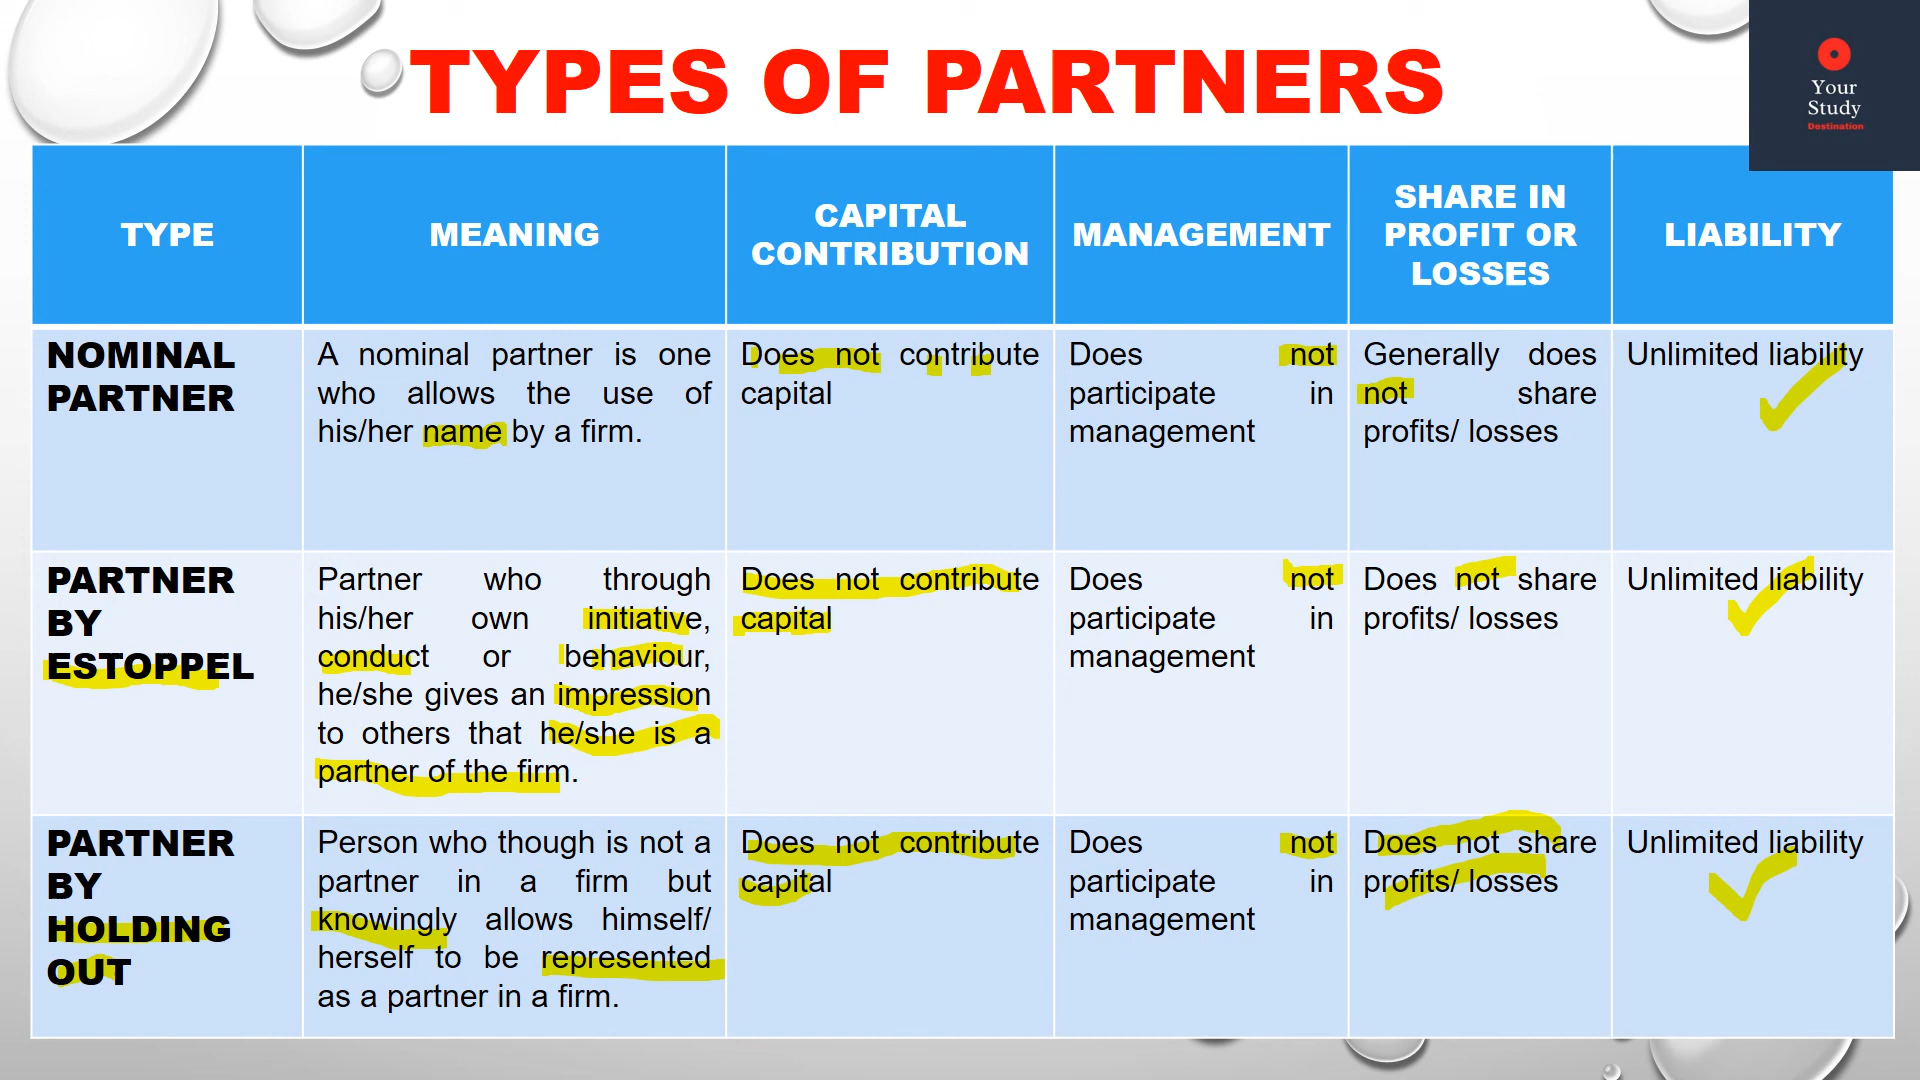 TYPES OF PARTNERS
Your
Study
Destination
TYPE
MEANING
CAPITAL
CONTRIBUTION
MANAGEMENT
SHARE IN
PROFIT OR
LOSSES
LIABILITY
NOMINAL
PARTNER
A nominal partner is one
who allows the use of
his/her name by a firm.
Does not contribute
capital
Does not
participate in
management
Generally does
not share
profits/ losses
Unlimited liability
PARTNER
BY
ESTOPPEL
Partner who through
his/her own initiative,
conduct or behaviour,
he/she gives an impression
to others that he/she is a
partner of the firm.
Does not contribute
capital
Does not
participate in
management
Does not share
profits/ losses
Unlimited liability
PARTNER
BY
HOLDING
OUT
Person who though is not a
partner in a firm but
knowingly allows himself/
herself to be represented
as a partner in a firm.
Does not contribute
capital
Does not
participate in
management
Does not share
profits/ losses
Unlimited liability